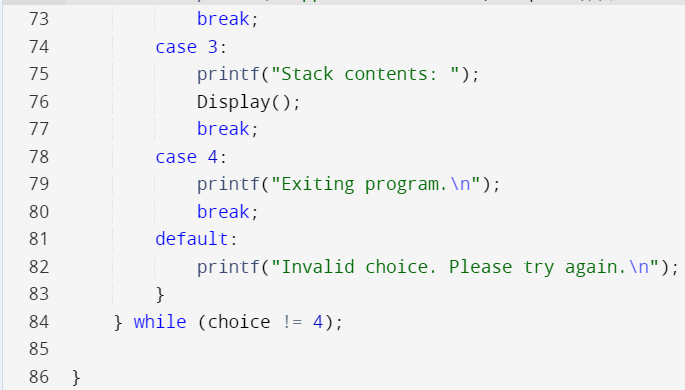 73 break;
74 case 3:
75 printf("Stack contents: ");
76 Display();
77 break;
78 case 4:
79 printf("Exiting program.\n");
80 break;
81 default:
82 printf("Invalid choice. Please try again.\n");
83 }
84 } while (choice != 4);
85
86 }